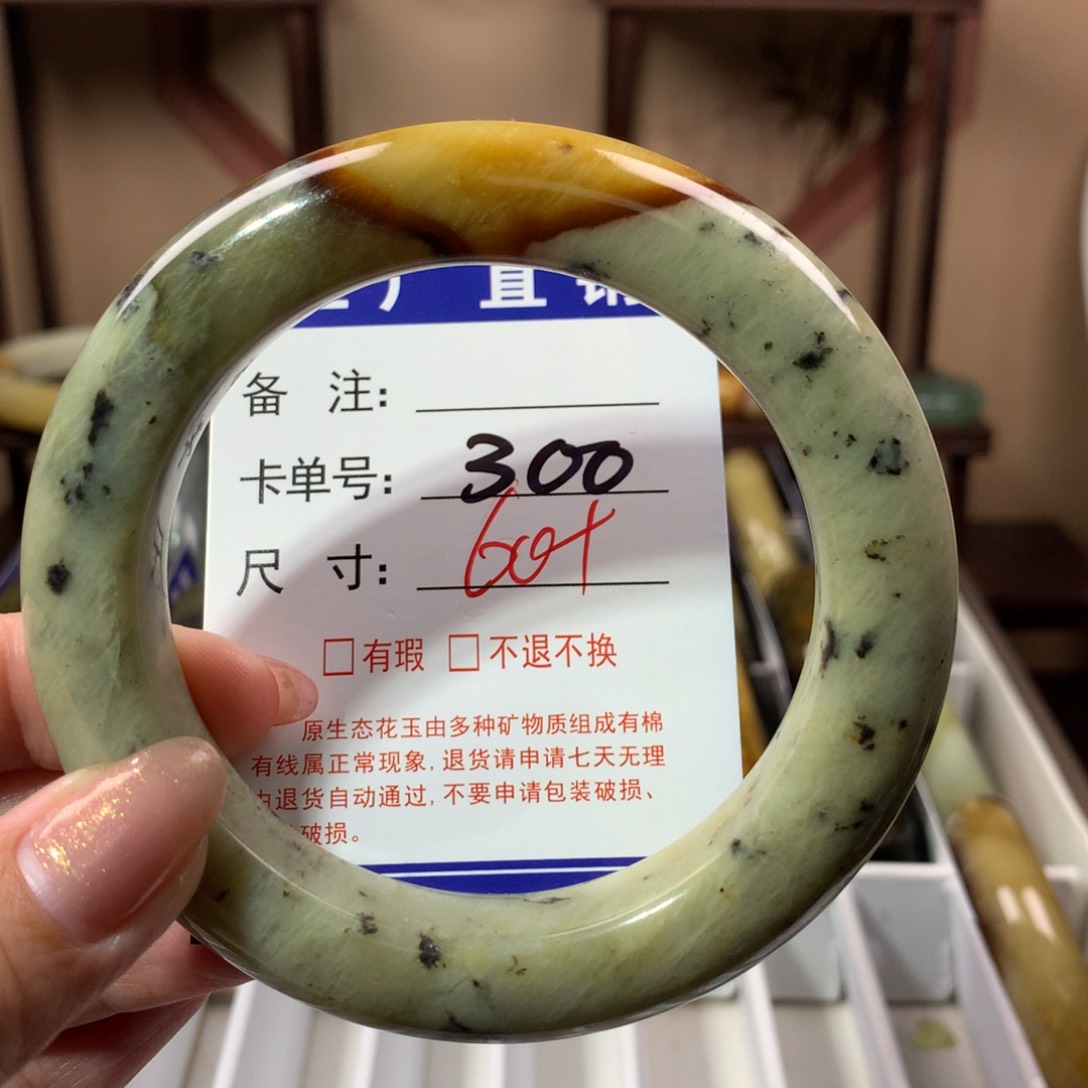 厂直销
备 注:
卡单号: 300
尺 寸: 60+
□有瑕 □不退不换
原生态花玉由多种矿物质组成有棉
有线属正常现象,退货请申请七天无理
由退货自动通过,不要申请包装破损、
破损。